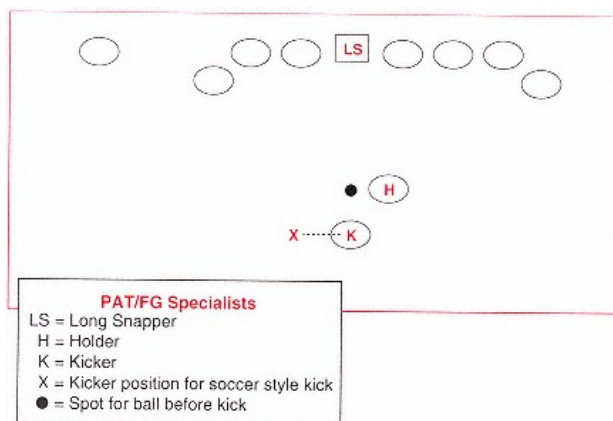 LS
H
X K
PAT/FG Specialists
LS = Long Snapper
H = Holder
K = Kicker
X = Kicker position for soccer style kick
= Spot for ball before kick